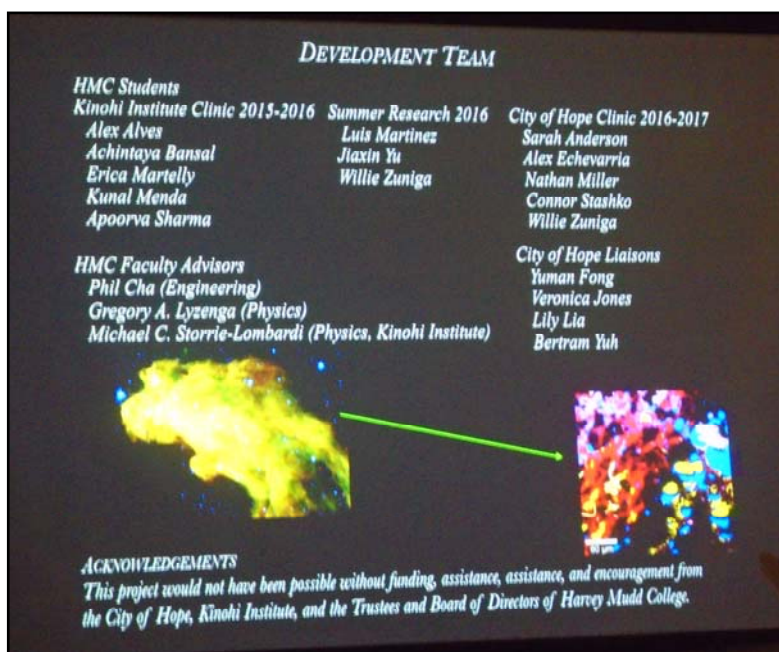 DEVELOPMENT TEAM
HMC Students
Kinohi Institute Clinic 2015-2016
Alex Alves
Achintaya Bansal
Erica Martelly
Kunal Menda
Apoorva Sharma
Summer Research 2016
Luis Martinez
Jiaxin Yu
Willie Zuniga
City of Hope Clinic 2016-2017
Sarah Anderson
Alex Echevarria
Nathan Miller
Connor Stashko
Willie Zuniga
HMC Faculty Advisors
Phil Cha (Engineering)
Gregory A. Lyzenga (Physics)
Michael C. Storrie-Lombardi (Physics, Kinohi Institute)
City of Hope Liaisons
Yuman Fong
Veronica Jones
Lily Lia
Bertram Yuh
60 µm
ACKNOWLEDGEMENTS
This project would not have been possible without funding, assistance, assistance, and encouragement from
the City of Hope, Kinohi Institute, and the Trustees and Board of Directors of Harvey Mudd College.